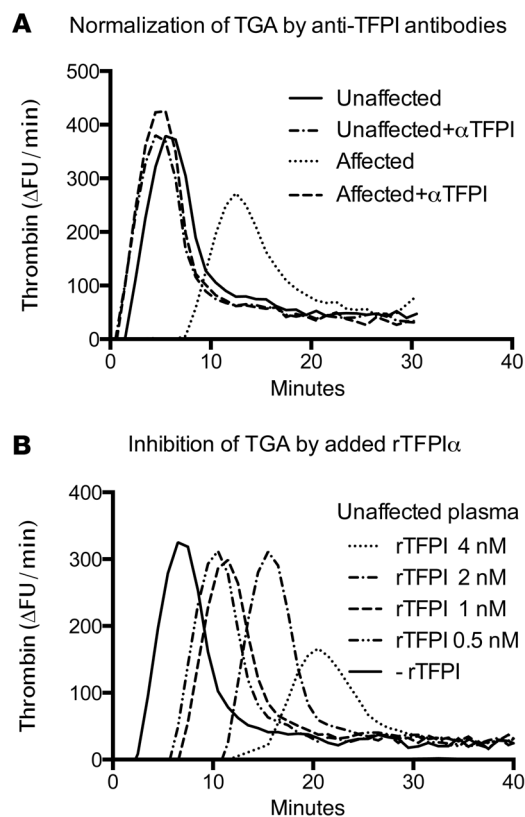 A
Normalization of TGA by anti-TFPI antibodies
Thrombin (ΔFU/min)
500
400
300
200
100
0
Unaffected
Unaffected+αTFPI
Affected
Affected+αTFPI
0 10 20 30 40
Minutes
B
Inhibition of TGA by added rTFPIα
Thrombin (ΔFU/min)
400
300
200
100
0
Unaffected plasma
rTFPI 4 nM
rTFPI 2 nM
rTFPI 1 nM
rTFPI 0.5 nM
- rTFPI
0 10 20 30 40
Minutes